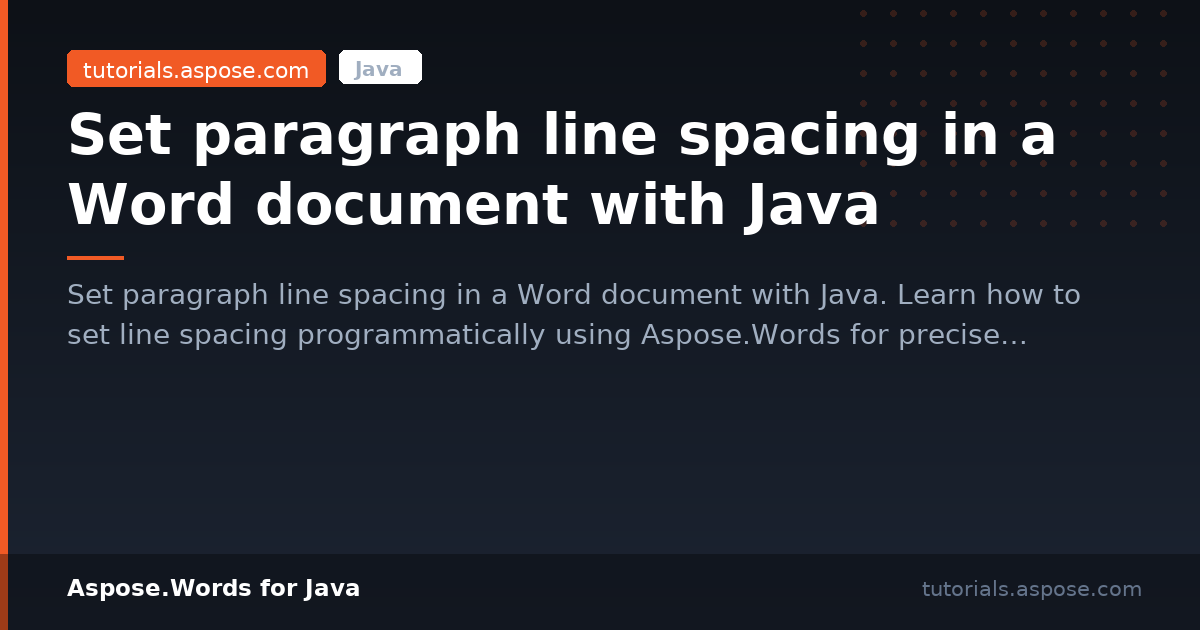 tutorials.aspose.com
Java
Set paragraph line spacing in a
Word document with Java
Set paragraph line spacing in a Word document with Java. Learn how to
set line spacing programmatically using Aspose.Words for precise...
Aspose.Words for Java
tutorials.aspose.com